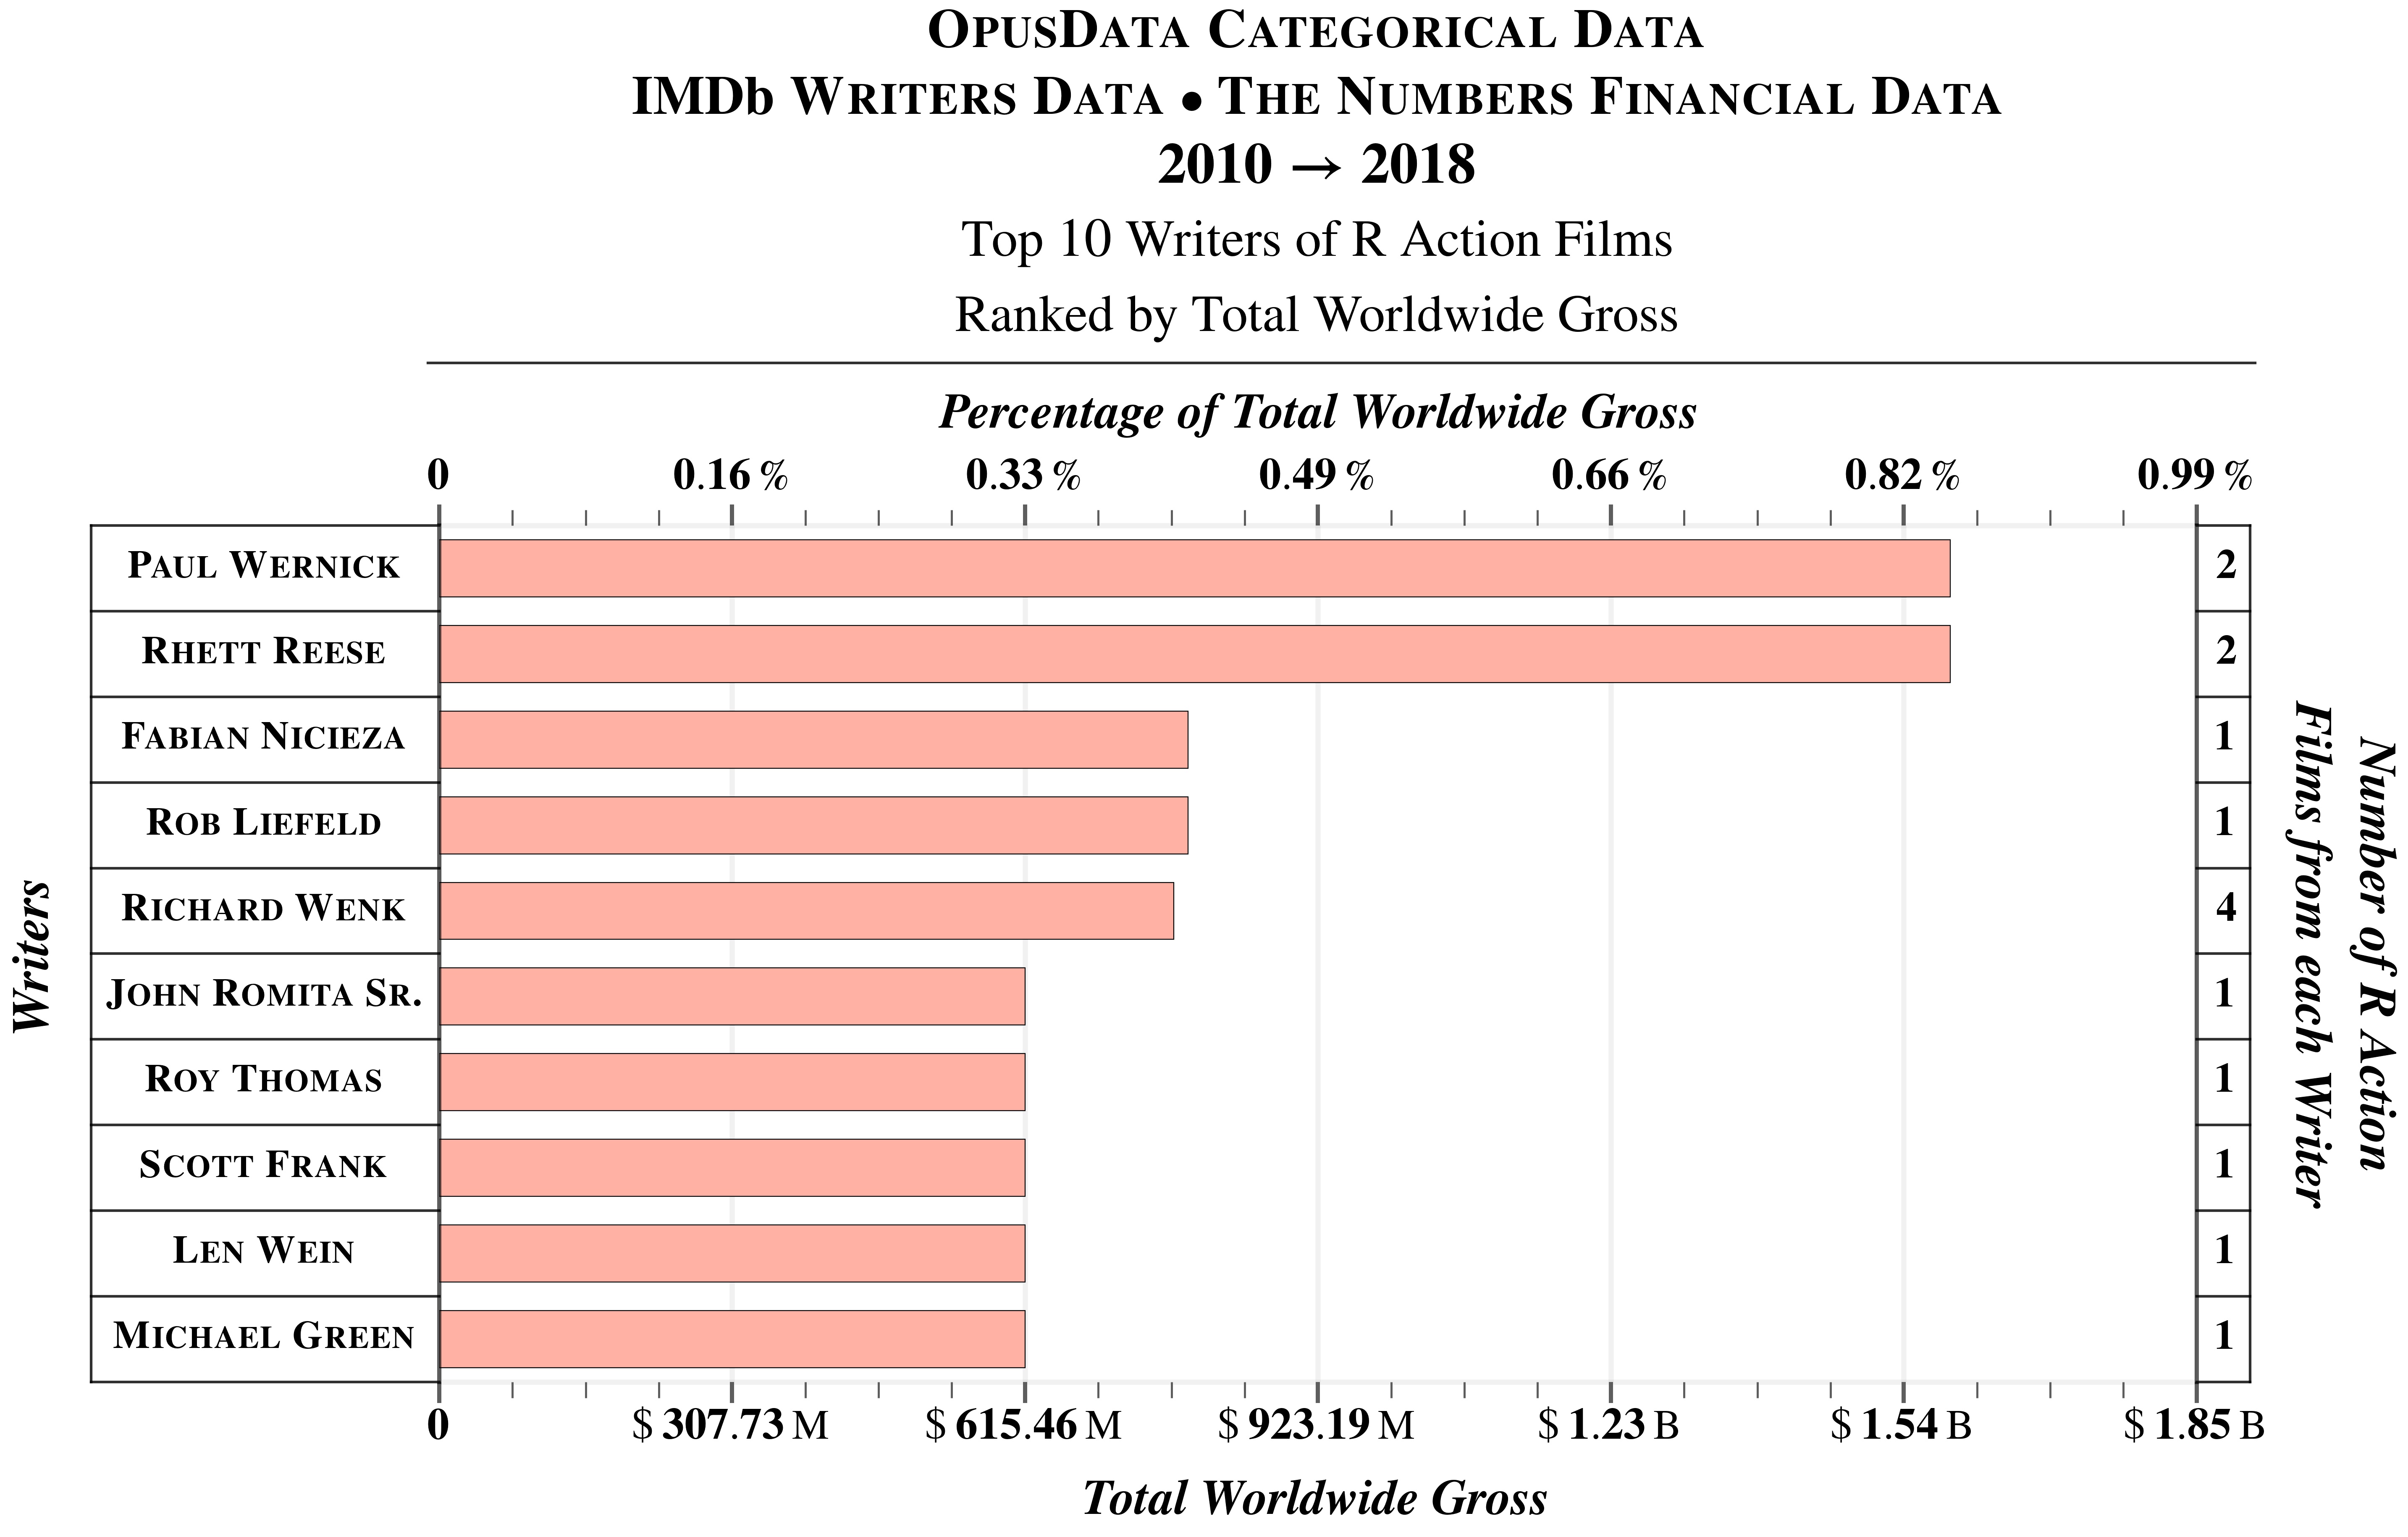 OpusData Categorical Data
IMDb Writers Data • The Numbers Financial Data
2010 → 2018
Top 10 Writers of R Action Films
Ranked by Total Worldwide Gross
Percentage of Total Worldwide Gross
0 0.16 % 0.33 % 0.49 % 0.66 % 0.82 % 0.99 %
Paul Wernick 2
Rhett Reese 2
Fabian Nicieza 1
Rob Liefeld 1
Richard Wenk 4
John Romita Sr. 1
Roy Thomas 1
Scott Frank 1
Len Wein 1
Michael Green 1
Writers
Number of R Action
Films from each Writer
0 $ 307.73 M $ 615.46 M $ 923.19 M $ 1.23 B $ 1.54 B $ 1.85 B
Total Worldwide Gross